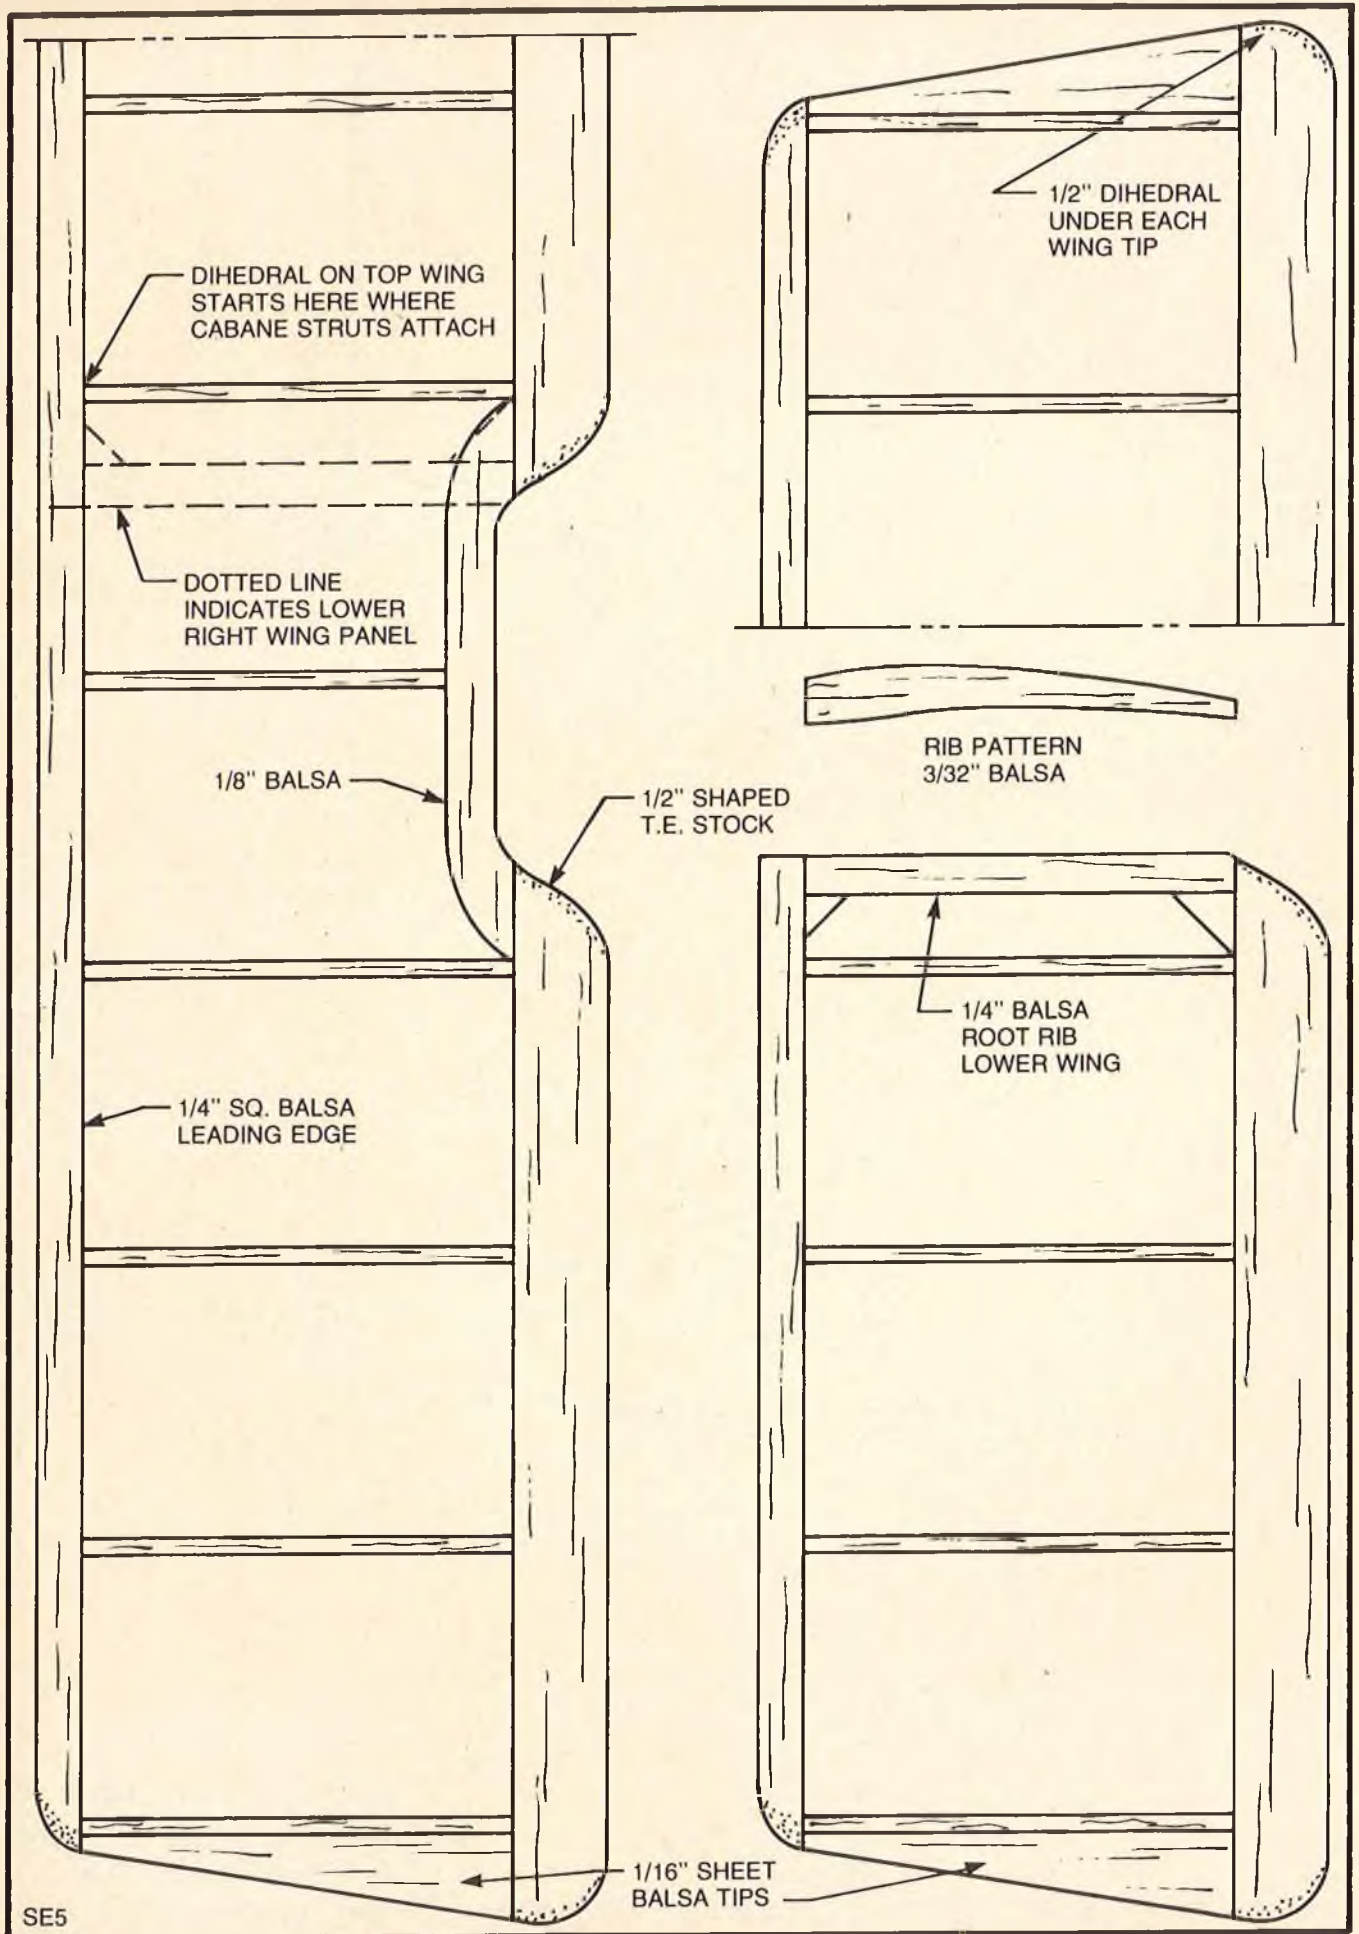 DIHEDRAL ON TOP WING
STARTS HERE WHERE
CABANE STRUTS ATTACH
1/2" DIHEDRAL
UNDER EACH
WING TIP
DOTTED LINE
INDICATES LOWER
RIGHT WING PANEL
RIB PATTERN
3/32" BALSA
1/8" BALSA
1/2" SHAPED
T.E. STOCK
1/4" BALSA
ROOT RIB
LOWER WING
1/4" SQ. BALSA
LEADING EDGE
1/16" SHEET
BALSA TIPS
SE5